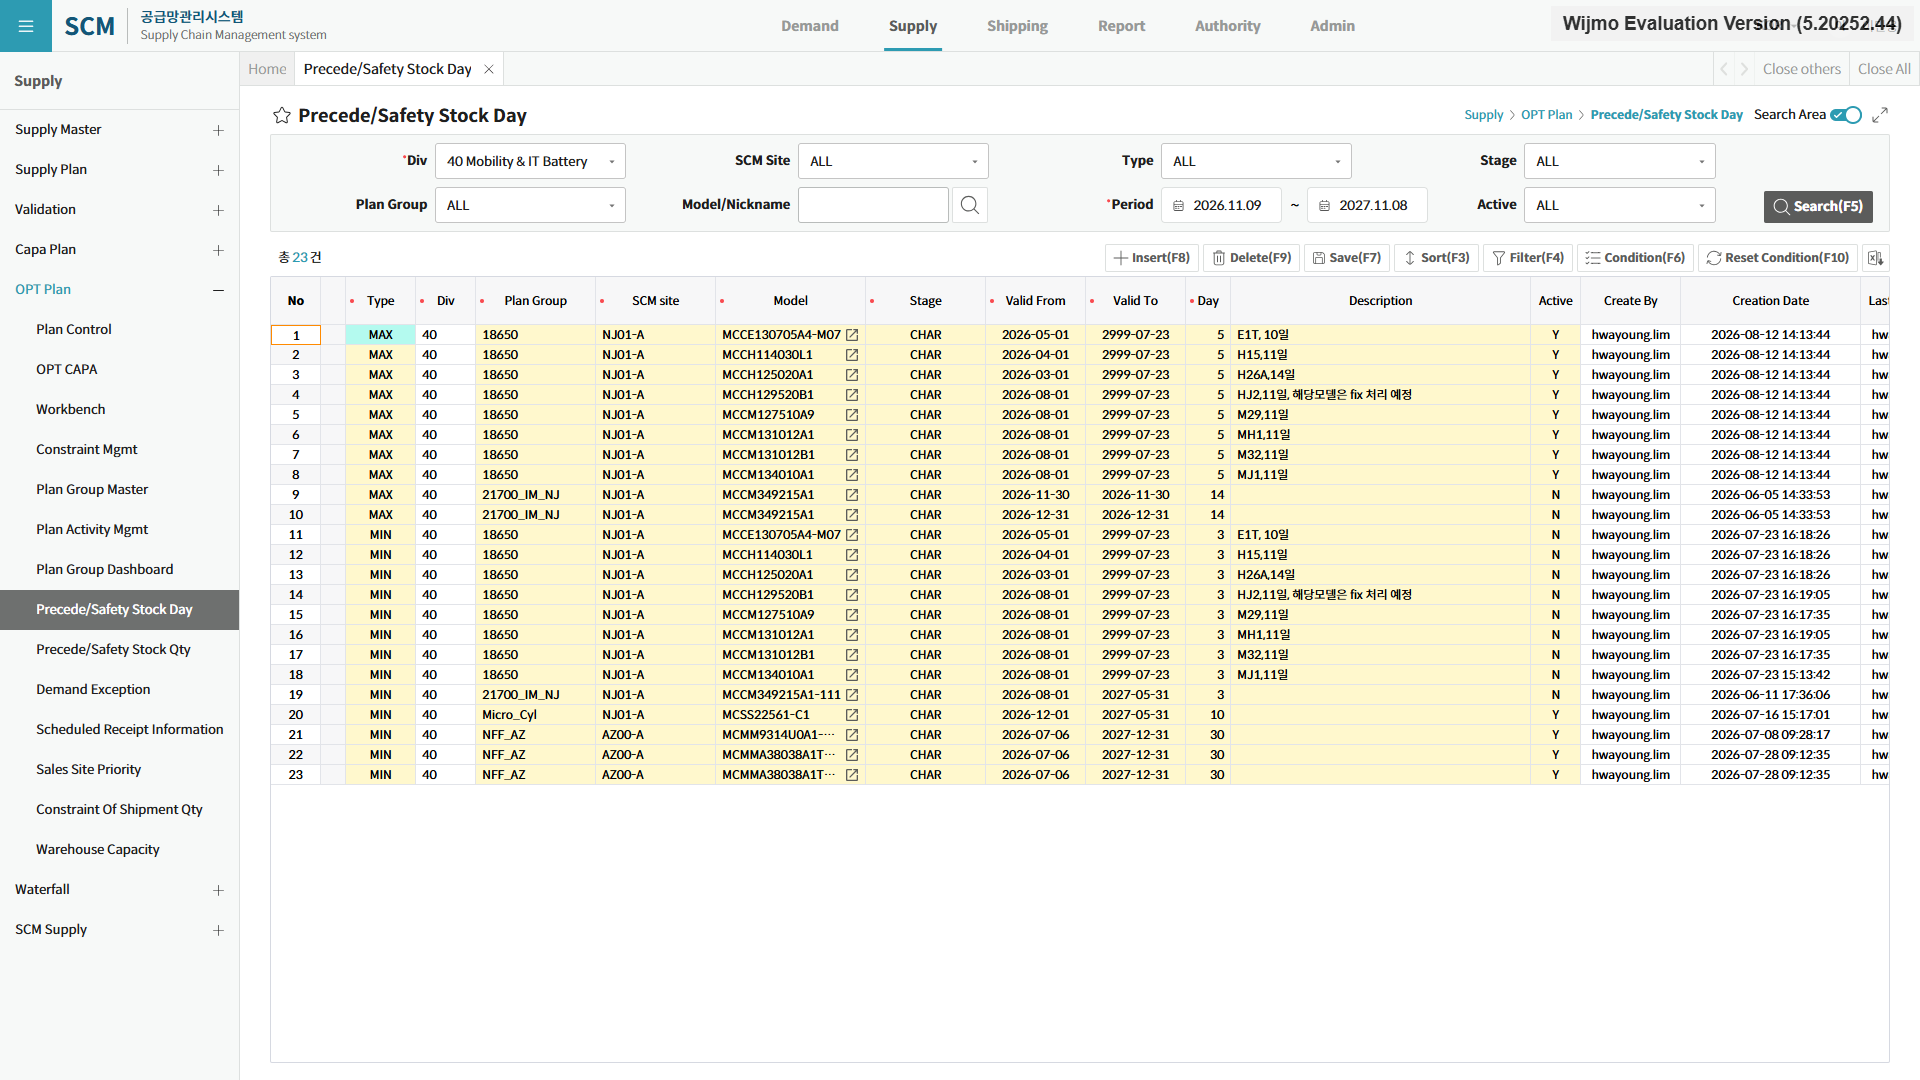 SCM 공급망관리시스템
Supply Chain Management system
Demand Supply Shipping Report Authority Admin
Wijmo Evaluation Version (5.20252.44)
Supply
Home Precede/Safety Stock Day
Close others Close All
Supply Master
Supply Plan
Validation
Capa Plan
OPT Plan
Plan Control
OPT CAPA
Workbench
Constraint Mgmt
Plan Group Master
Plan Activity Mgmt
Plan Group Dashboard
Precede/Safety Stock Day
Precede/Safety Stock Qty
Demand Exception
Scheduled Receipt Information
Sales Site Priority
Constraint Of Shipment Qty
Warehouse Capacity
Waterfall
SCM Supply
Precede/Safety Stock Day
Supply > OPT Plan > Precede/Safety Stock Day Search Area
*Div 40 Mobility & IT Battery SCM Site ALL Type ALL Stage ALL
Plan Group ALL Model/Nickname *Period 2026.11.09 ~ 2027.11.08 Active ALL Search(F5)
총 23 건
Insert(F8) Delete(F9) Save(F7) Sort(F3) Filter(F4) Condition(F6) Reset Condition(F10)
No Type Div Plan Group SCM site Model Stage Valid From Valid To Day Description Active Create By Creation Date Las
1 MAX 40 18650 NJ01-A MCCE130705A4-M07 CHAR 2026-05-01 2999-07-23 5 E1T, 10일 Y hwayoung.lim 2026-08-12 14:13:44 hw
2 MAX 40 18650 NJ01-A MCCH114030L1 CHAR 2026-04-01 2999-07-23 5 H15,11일 Y hwayoung.lim 2026-08-12 14:13:44 hw
3 MAX 40 18650 NJ01-A MCCH125020A1 CHAR 2026-03-01 2999-07-23 5 H26A,14일 Y hwayoung.lim 2026-08-12 14:13:44 hw
4 MAX 40 18650 NJ01-A MCCH129520B1 CHAR 2026-08-01 2999-07-23 5 HJ2,11일, 해당모델은 fix 처리 예정 Y hwayoung.lim 2026-08-12 14:13:44 hw
5 MAX 40 18650 NJ01-A MCCM127510A9 CHAR 2026-08-01 2999-07-23 5 M29,11일 Y hwayoung.lim 2026-08-12 14:13:44 hw
6 MAX 40 18650 NJ01-A MCCM131012A1 CHAR 2026-08-01 2999-07-23 5 MH1,11일 Y hwayoung.lim 2026-08-12 14:13:44 hw
7 MAX 40 18650 NJ01-A MCCM131012B1 CHAR 2026-08-01 2999-07-23 5 M32,11일 Y hwayoung.lim 2026-08-12 14:13:44 hw
8 MAX 40 18650 NJ01-A MCCM134010A1 CHAR 2026-08-01 2999-07-23 5 MJ1,11일 Y hwayoung.lim 2026-08-12 14:13:44 hw
9 MAX 40 21700_IM_NJ NJ01-A MCCM349215A1 CHAR 2026-11-30 2026-11-30 14 N hwayoung.lim 2026-06-05 14:33:53 hw
10 MAX 40 21700_IM_NJ NJ01-A MCCM349215A1 CHAR 2026-12-31 2026-12-31 14 N hwayoung.lim 2026-06-05 14:33:53 hw
11 MIN 40 18650 NJ01-A MCCE130705A4-M07 CHAR 2026-05-01 2999-07-23 3 E1T, 10일 N hwayoung.lim 2026-07-23 16:18:26 hw
12 MIN 40 18650 NJ01-A MCCH114030L1 CHAR 2026-04-01 2999-07-23 3 H15,11일 N hwayoung.lim 2026-07-23 16:18:26 hw
13 MIN 40 18650 NJ01-A MCCH125020A1 CHAR 2026-03-01 2999-07-23 3 H26A,14일 N hwayoung.lim 2026-07-23 16:18:26 hw
14 MIN 40 18650 NJ01-A MCCH129520B1 CHAR 2026-08-01 2999-07-23 3 HJ2,11일, 해당모델은 fix 처리 예정 N hwayoung.lim 2026-07-23 16:19:05 hw
15 MIN 40 18650 NJ01-A MCCM127510A9 CHAR 2026-08-01 2999-07-23 3 M29,11일 N hwayoung.lim 2026-07-23 16:17:35 hw
16 MIN 40 18650 NJ01-A MCCM131012A1 CHAR 2026-08-01 2999-07-23 3 MH1,11일 N hwayoung.lim 2026-07-23 16:19:05 hw
17 MIN 40 18650 NJ01-A MCCM131012B1 CHAR 2026-08-01 2999-07-23 3 M32,11일 N hwayoung.lim 2026-07-23 16:17:35 hw
18 MIN 40 18650 NJ01-A MCCM134010A1 CHAR 2026-08-01 2999-07-23 3 MJ1,11일 N hwayoung.lim 2026-07-23 15:13:42 hw
19 MIN 40 21700_IM_NJ NJ01-A MCCM349215A1-111 CHAR 2026-08-01 2027-05-31 3 N hwayoung.lim 2026-06-11 17:36:06 hw
20 MIN 40 Micro_Cyl NJ01-A MCSS22561-C1 CHAR 2026-12-01 2027-05-31 10 Y hwayoung.lim 2026-07-16 15:17:01 hw
21 MIN 40 NFF_AZ AZ00-A MCMM9314U0A1-··· CHAR 2026-07-06 2027-12-31 30 Y hwayoung.lim 2026-07-08 09:28:17 hw
22 MIN 40 NFF_AZ AZ00-A MCMMA38038A1T··· CHAR 2026-07-06 2027-12-31 30 Y hwayoung.lim 2026-07-28 09:12:35 hw
23 MIN 40 NFF_AZ AZ00-A MCMMA38038A1T··· CHAR 2026-07-06 2027-12-31 30 Y hwayoung.lim 2026-07-28 09:12:35 hw